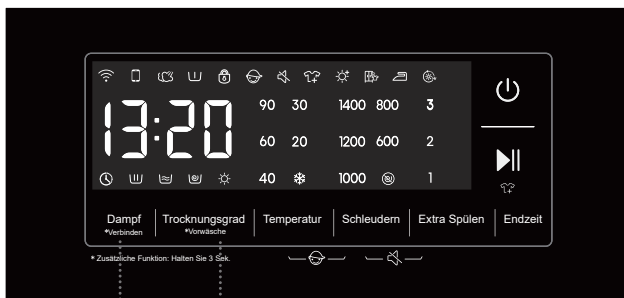 90 30 1400 800 3
13:20
60 20 1200 600 2
40 1000 1
Dampf Trocknungsgrad Temperatur Schleudern Extra Spülen Endzeit
*Verbinden *Vorwäsche
* Zusätzliche Funktion: Halten Sie 3 Sek.